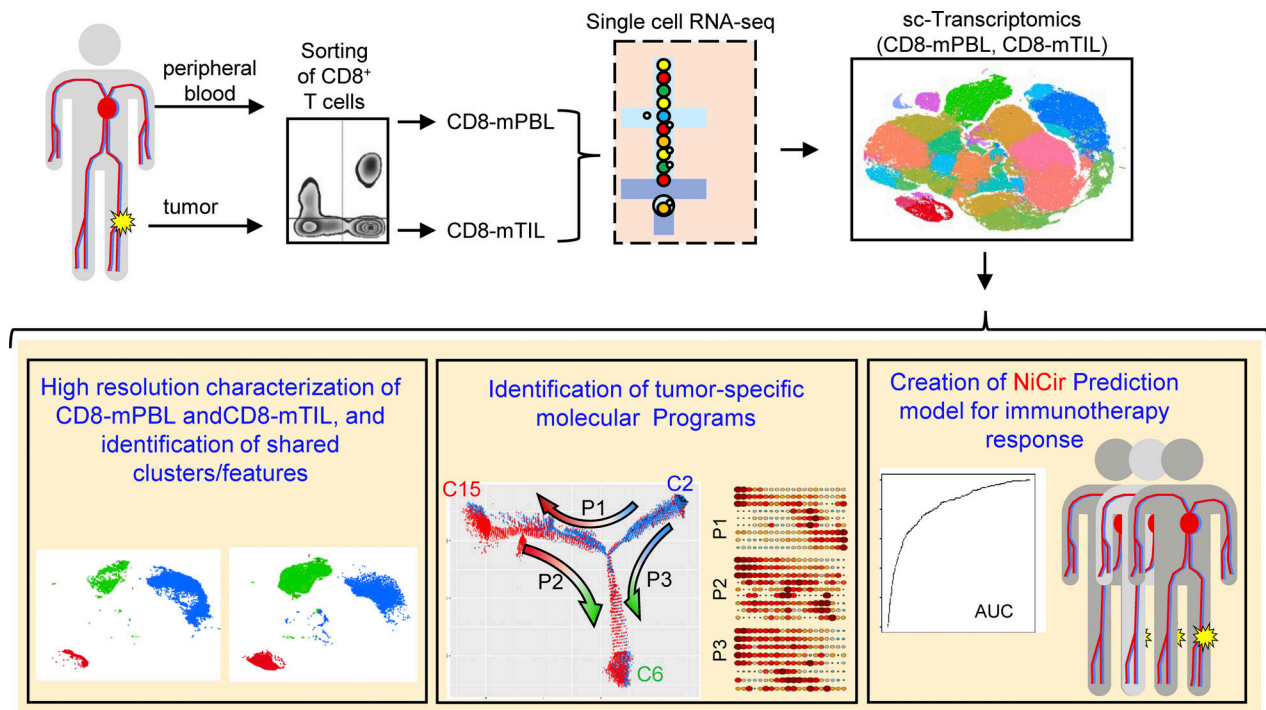 Single cell RNA-seq
sc-Transcriptomics
(CD8-mPBL, CD8-mTIL)
Sorting
of CD8⁺
T cells
peripheral
blood
CD8-mPBL
tumor
CD8-mTIL
High resolution characterization of
CD8-mPBL andCD8-mTIL, and
identification of shared
clusters/features
Identification of tumor-specific
molecular Programs
C15
C2
P1
P2
P3
C6
P1
P2
P3
Creation of NiCir Prediction
model for immunotherapy
response
AUC